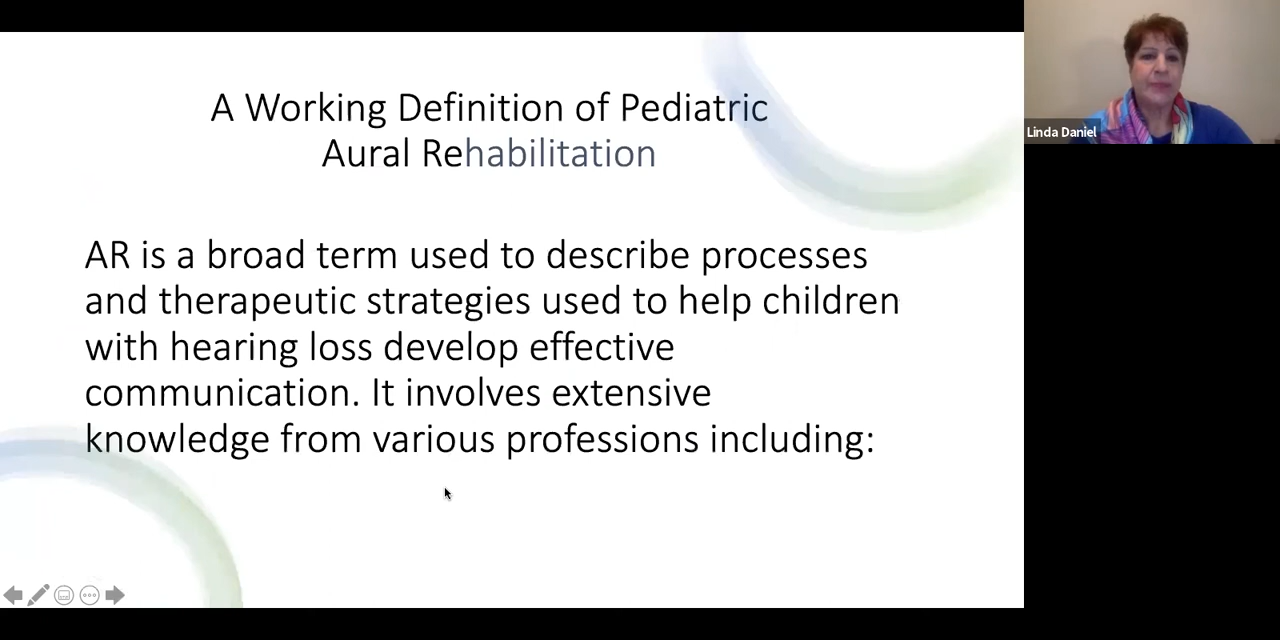 A Working Definition of Pediatric
Aural Rehabilitation
AR is a broad term used to describe processes
and therapeutic strategies used to help children
with hearing loss develop effective
communication. It involves extensive
knowledge from various professions including:
Linda Daniel